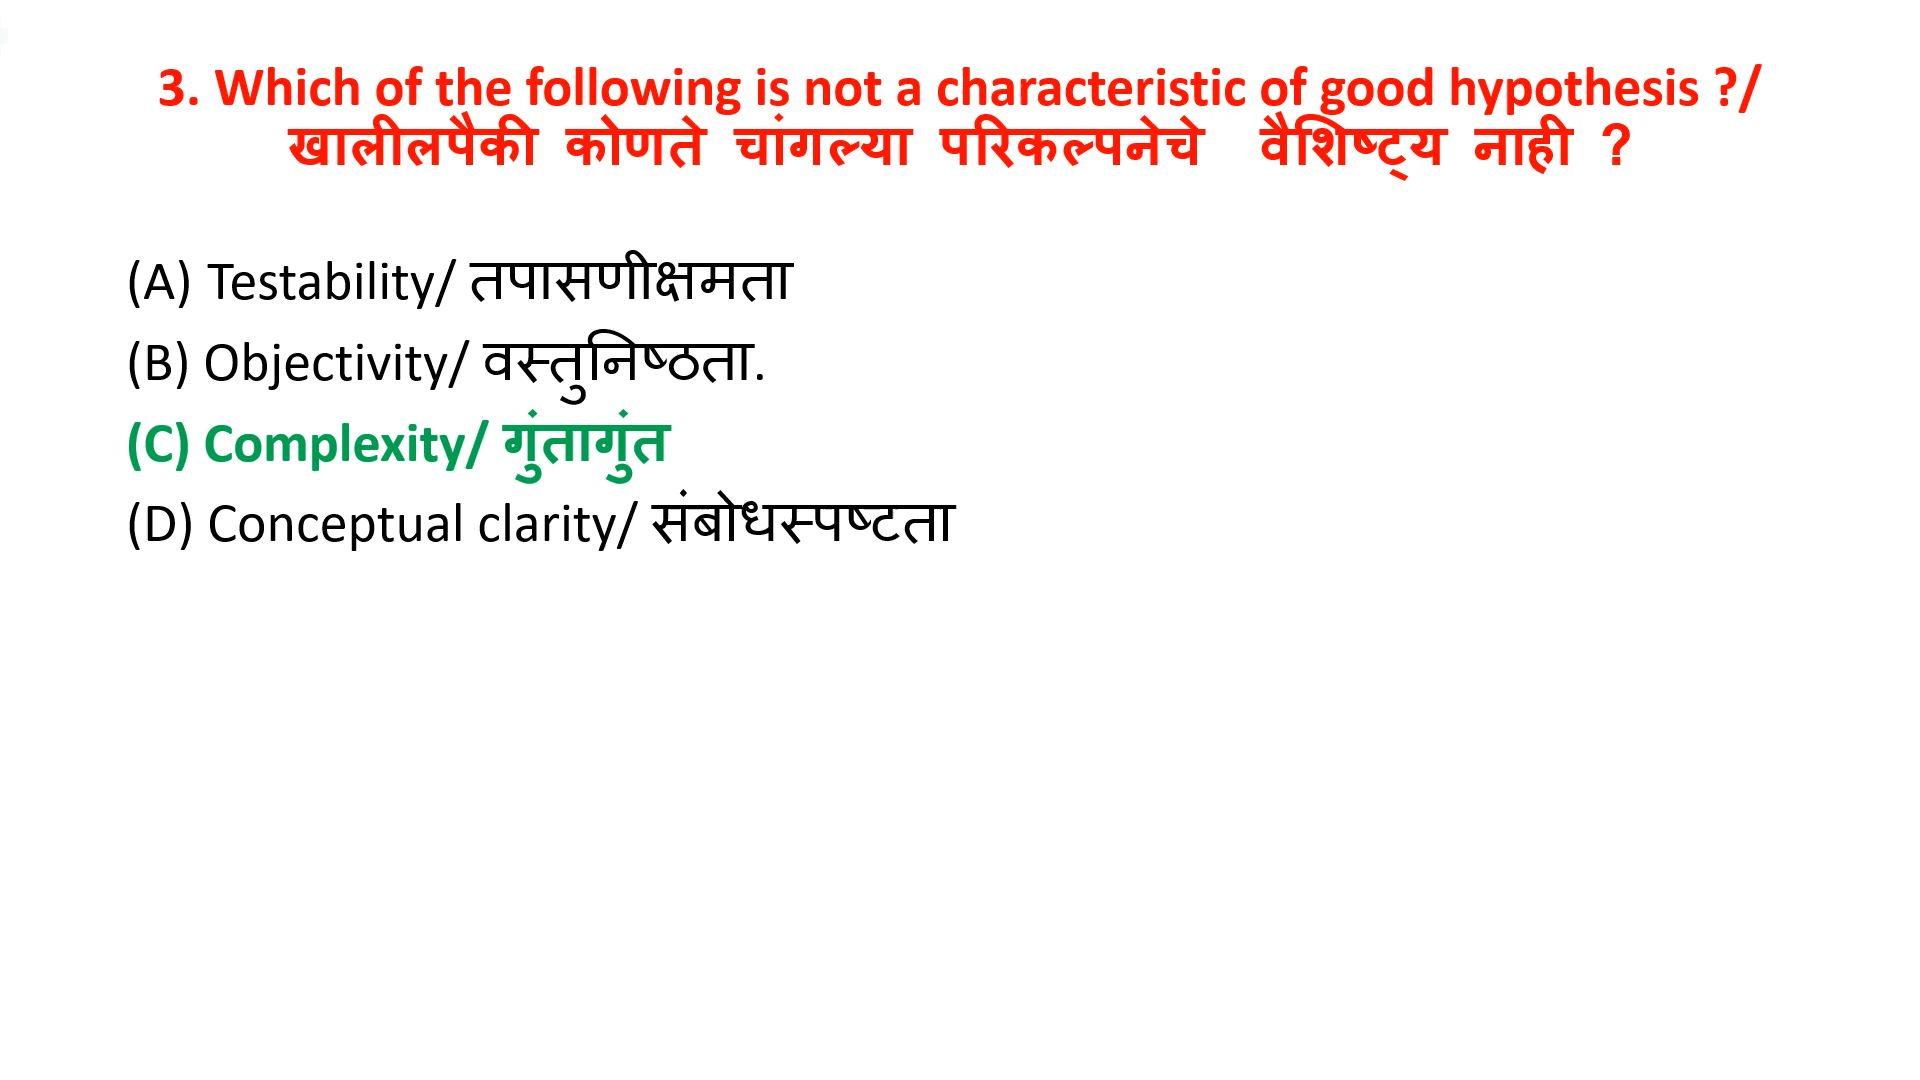 3. Which of the following is not a characteristic of good hypothesis ?/
खालीलपैकी कोणते चांगल्या परिकल्पनेचे वैशिष्ट्य नाही ?
(A) Testability/ तपासणीक्षमता
(B) Objectivity/ वस्तुनिष्ठता.
(C) Complexity/ गुंतागुंत
(D) Conceptual clarity/ संबोधस्पष्टता